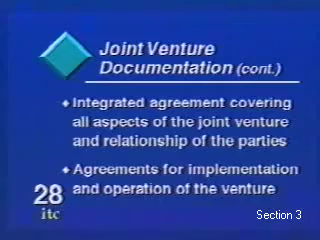 Joint Venture
Documentation (cont.)
Integrated agreement covering
all aspects of the joint venture
and relationship of the parties
Agreements for implementation
and operation of the venture
28
itc
Section 3